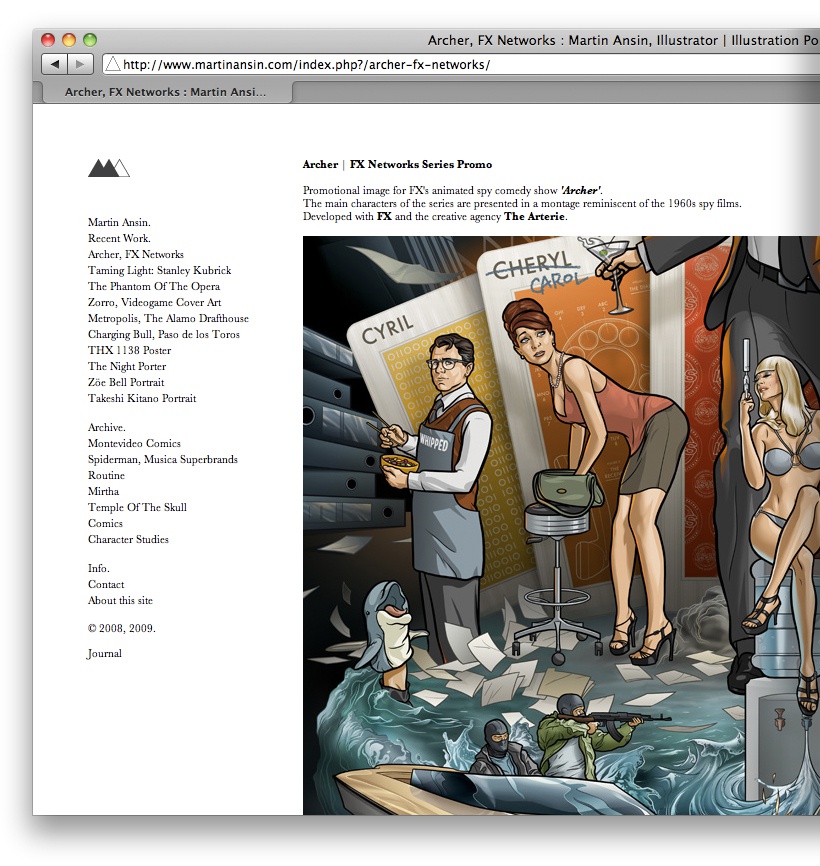 Archer, FX Networks : Martin Ansin, Illustrator | Illustration Po
http://www.martinansin.com/index.php?/archer-fx-networks/
Archer, FX Networks : Martin Ansi...
Archer | FX Networks Series Promo
Promotional image for FX's animated spy comedy show 'Archer'.
The main characters of the series are presented in a montage reminiscent of the 1960s spy films.
Developed with FX and the creative agency The Arterie.
Martin Ansin.
Recent Work.
Archer, FX Networks
Taming Light: Stanley Kubrick
The Phantom Of The Opera
Zorro, Videogame Cover Art
Metropolis, The Alamo Drafthouse
Charging Bull, Paso de los Toros
THX 1138 Poster
The Night Porter
Zöe Bell Portrait
Takeshi Kitano Portrait
Archive.
Montevideo Comics
Spiderman, Musica Superbrands
Routine
Mirtha
Temple Of The Skull
Comics
Character Studies
Info.
Contact
About this site
© 2008, 2009.
Journal
CYRIL
CHERYL
CAROL
WHIPPED